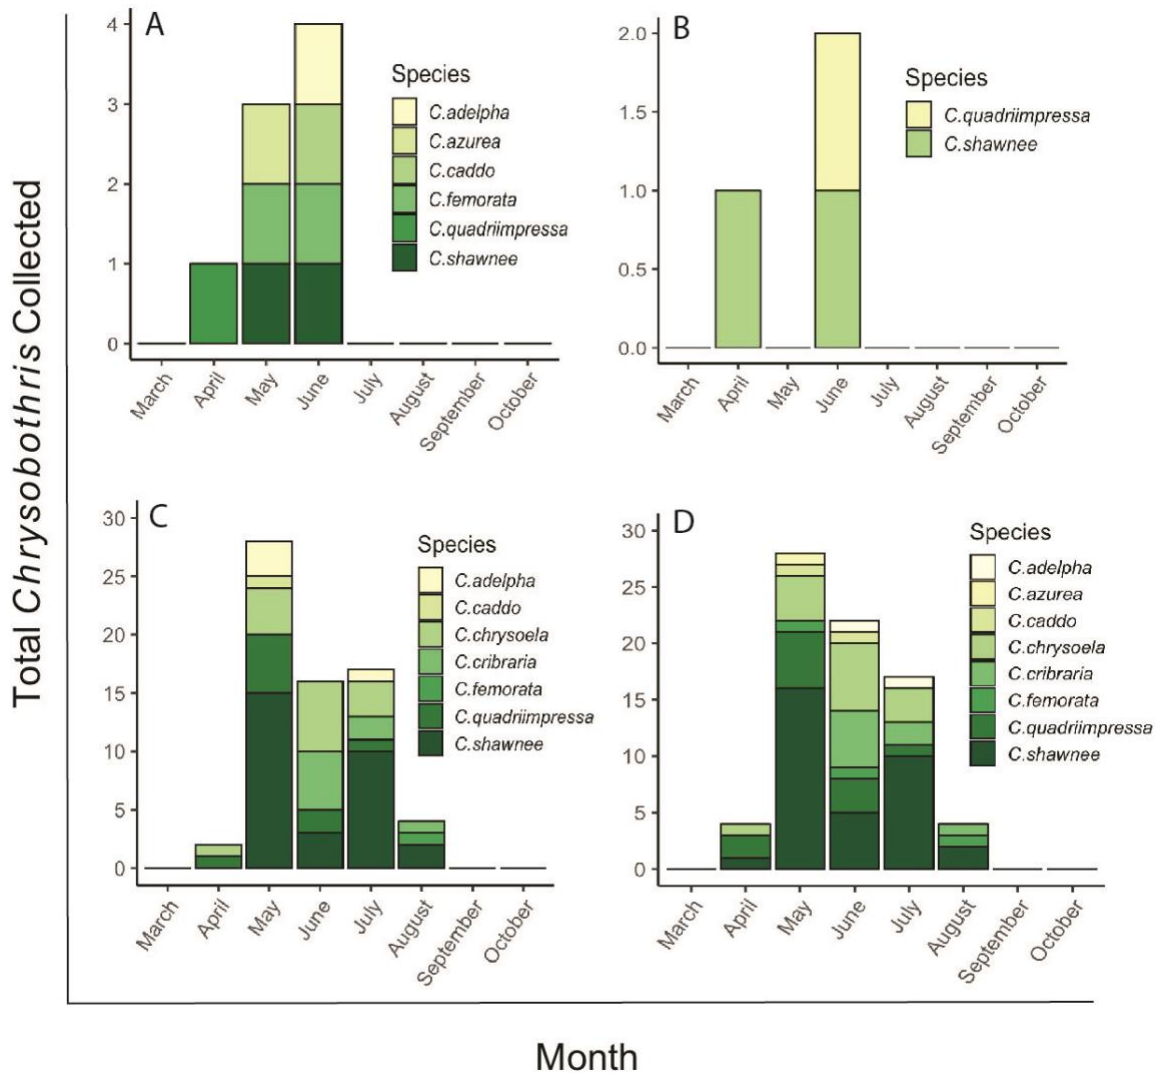 Total Chrysobothris Collected
A
4
3
2
1
0
Species
C.adelpha
C.azurea
C.caddo
C.femorata
C.quadriimpressa
C.shawnee
March
April
May
June
July
August
September
October
B
2.0
1.5
1.0
0.5
0.0
Species
C.quadriimpressa
C.shawnee
March
April
May
June
July
August
September
October
C
30
25
20
15
10
5
0
Species
C.adelpha
C.caddo
C.chrysoela
C.cribraria
C.femorata
C.quadriimpressa
C.shawnee
March
April
May
June
July
August
September
October
D
30
25
20
15
10
5
0
Species
C.adelpha
C.azurea
C.caddo
C.chrysoela
C.cribraria
C.femorata
C.quadriimpressa
C.shawnee
March
April
May
June
July
August
September
October
Month